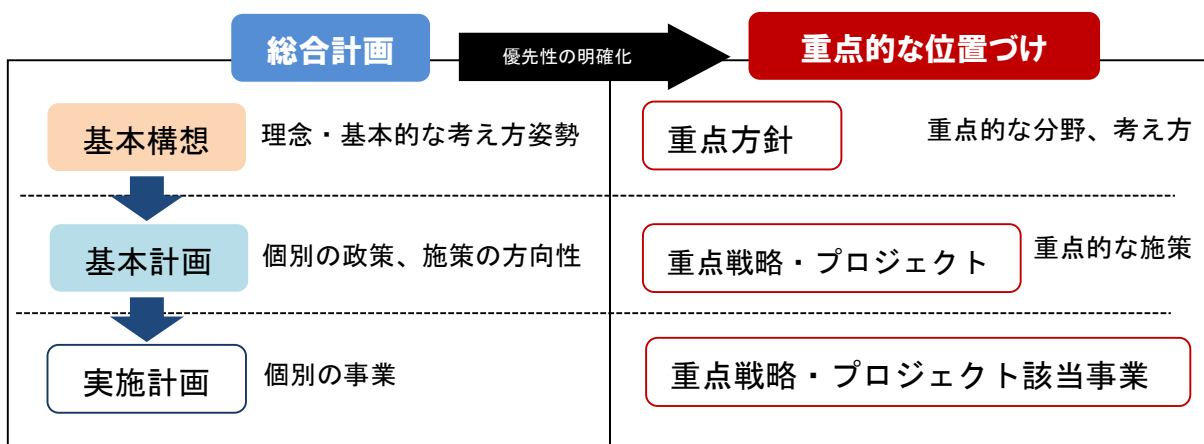 総合計画
優先性の明確化
重点的な位置づけ
基本構想
理念・基本的な考え方姿勢
重点方針
重点的な分野、考え方
基本計画
個別の政策、施策の方向性
重点戦略・プロジェクト
重点的な施策
実施計画
個別の事業
重点戦略・プロジェクト該当事業